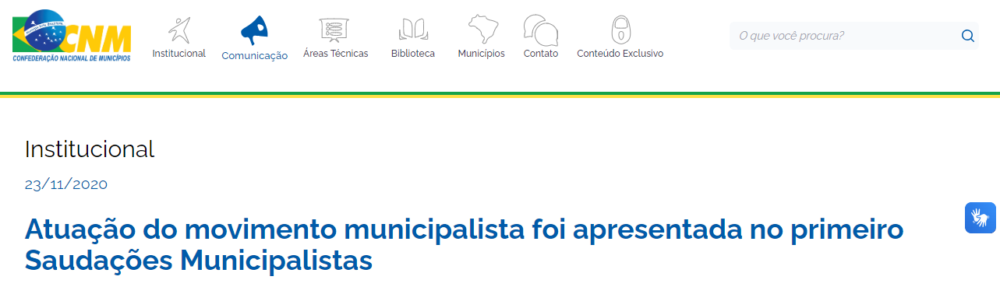 CNM
CONFEDERAÇÃO NACIONAL DE MUNICÍPIOS
Institucional
Comunicação
Áreas Técnicas
Biblioteca
Municípios
Contato
Conteúdo Exclusivo
O que você procura?
Institucional
23/11/2020
Atuação do movimento municipalista foi apresentada no primeiro
Saudações Municipalistas